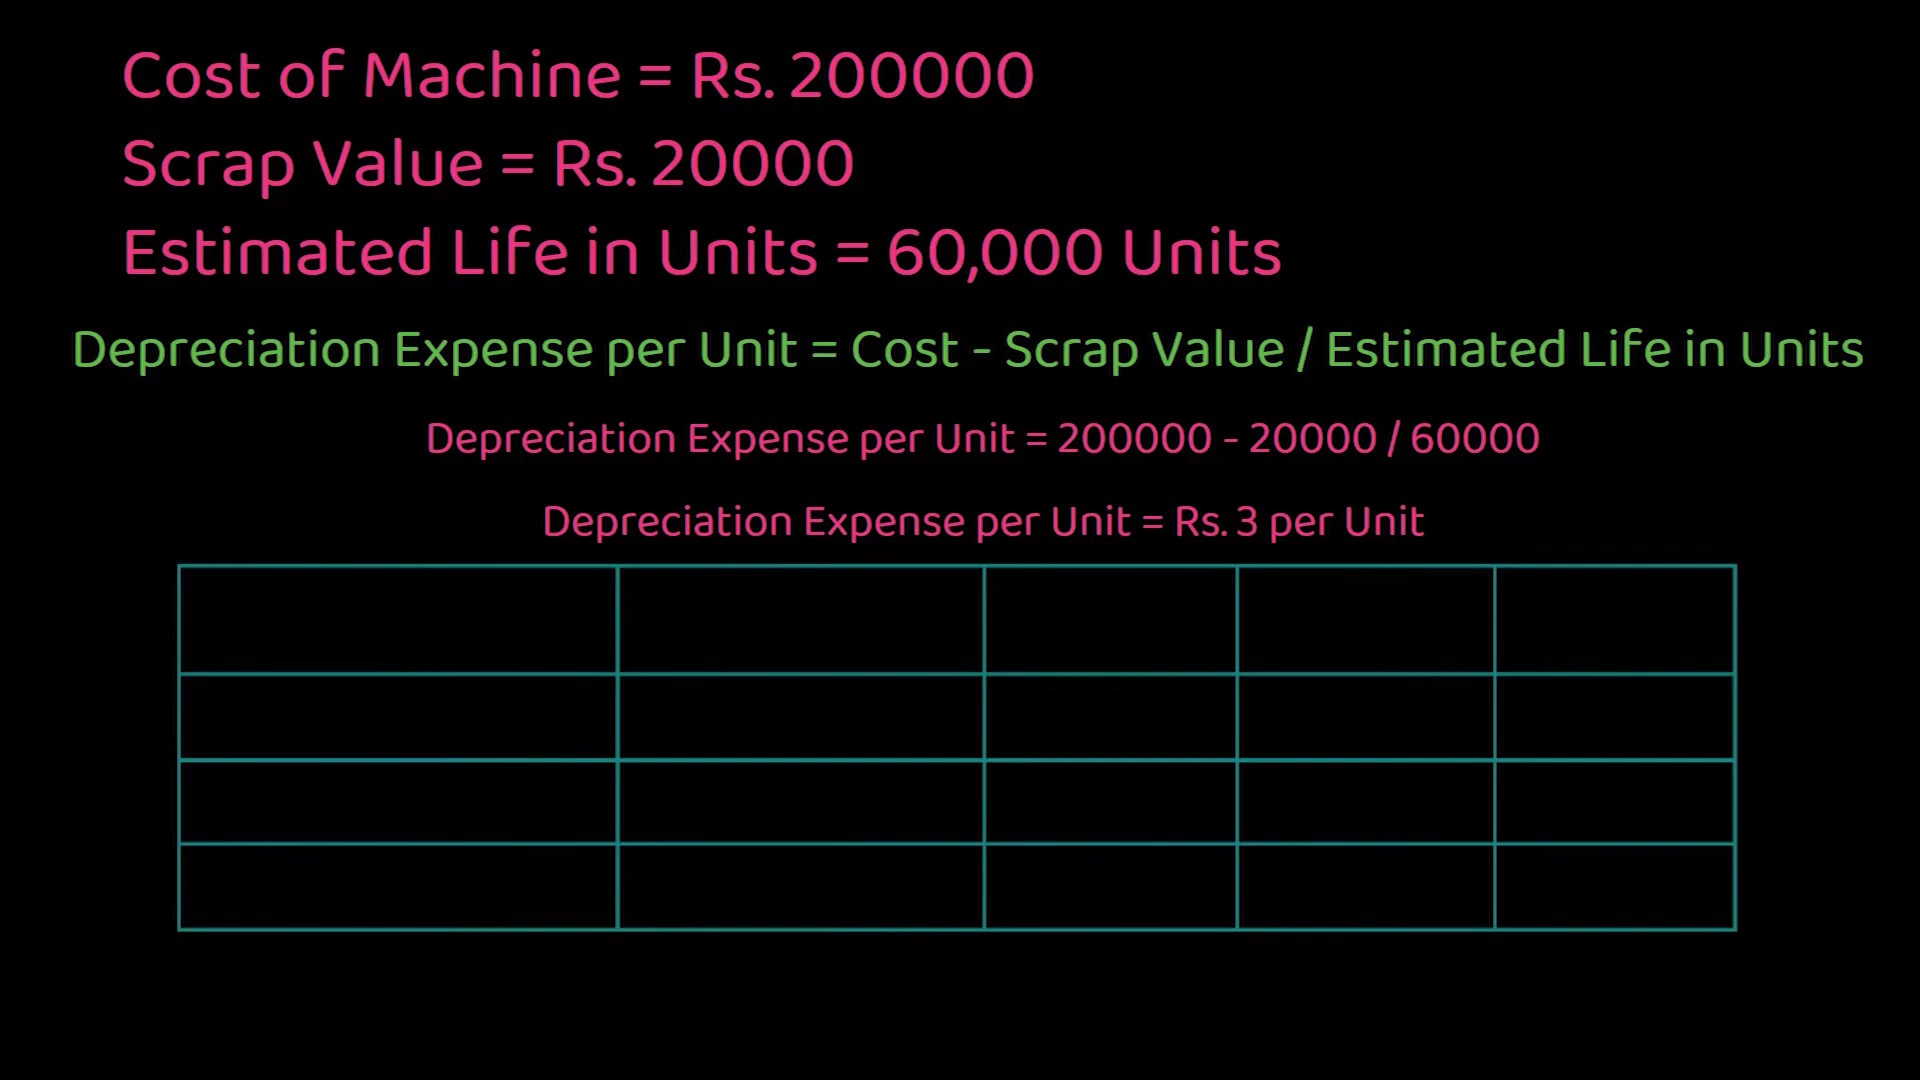 Cost of Machine = Rs. 200000
Scrap Value = Rs. 20000
Estimated Life in Units = 60,000 Units
Depreciation Expense per Unit = Cost - Scrap Value / Estimated Life in Units
Depreciation Expense per Unit = 200000 - 20000 / 60000
Depreciation Expense per Unit = Rs. 3 per Unit